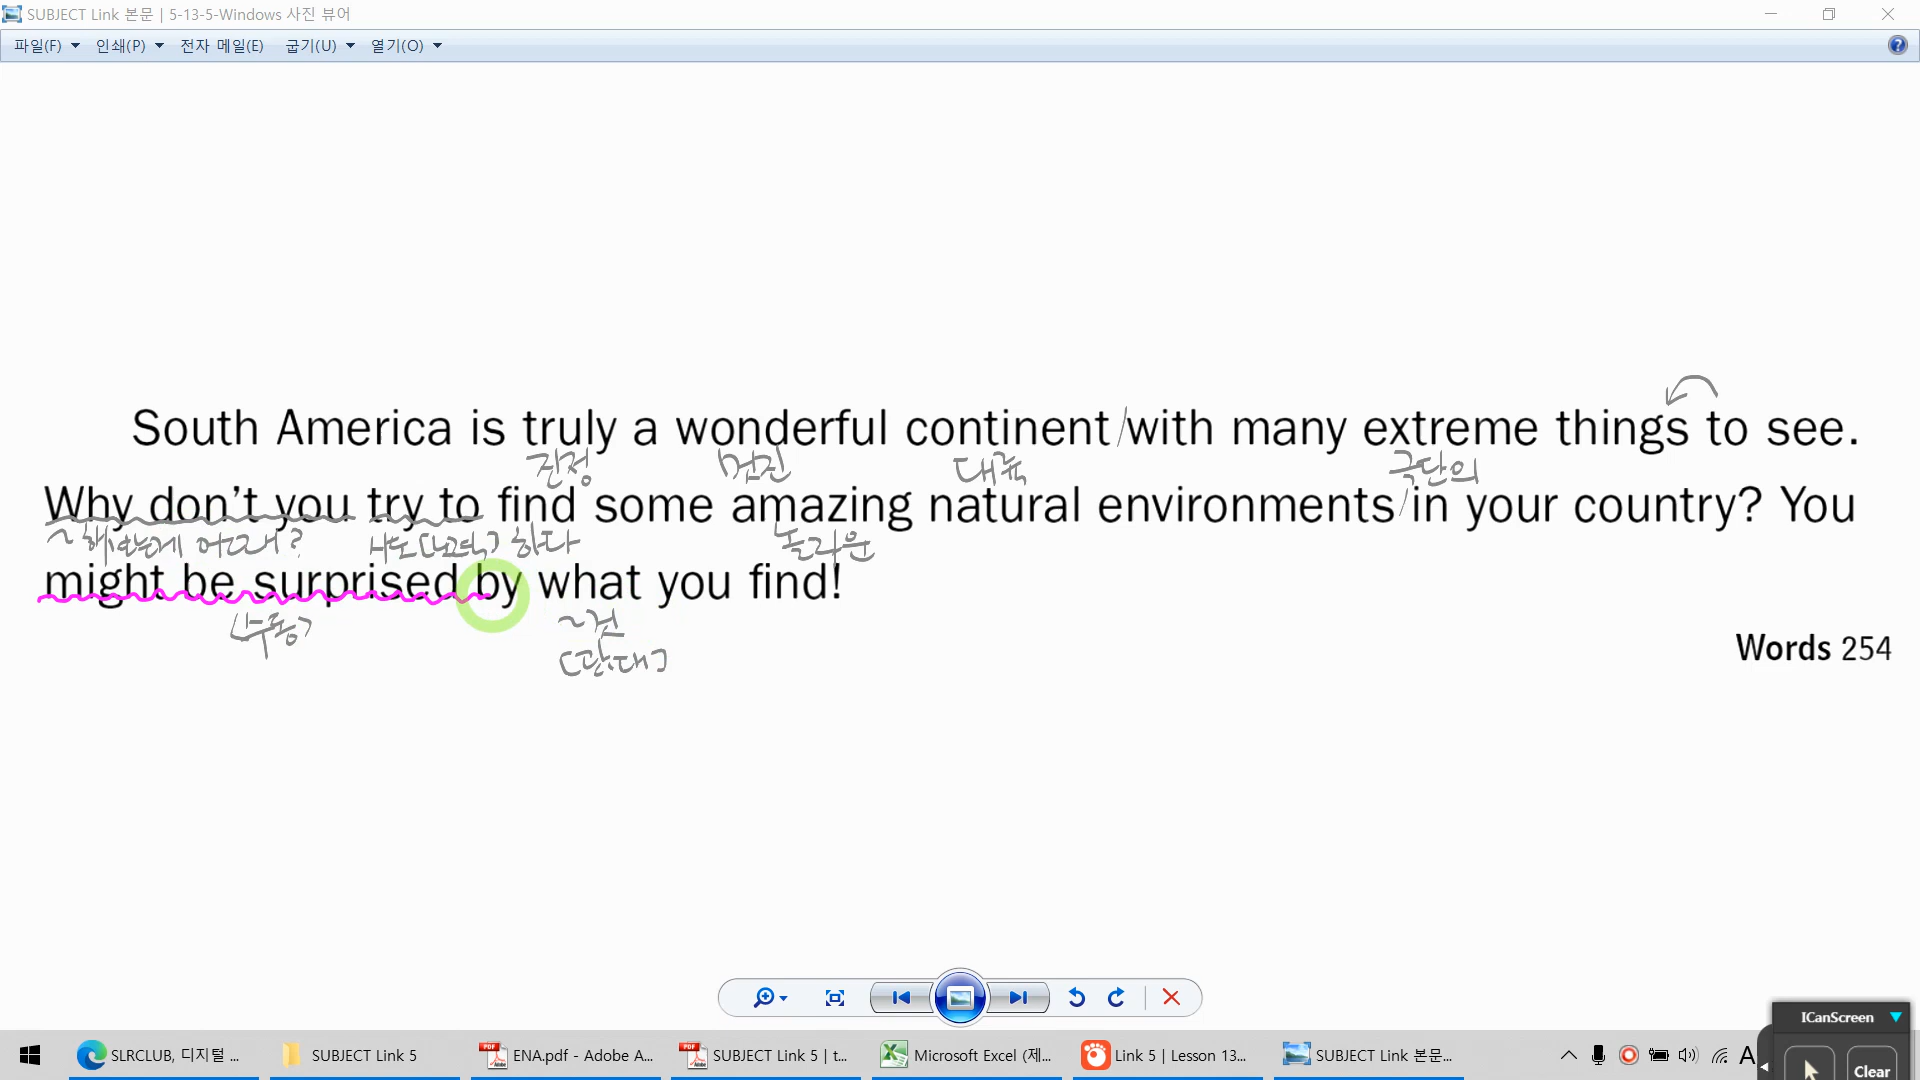 SUBJECT Link 본문 | 5-13-5-Windows 사진 뷰어
파일(F) 인쇄(P) 전자 메일(E) 굽기(U) 열기(O)
South America is truly a wonderful continent / with many extreme things to see.
진정 멋진 대륙 극단의
Why don't you try to find some amazing natural environments / in your country? You
~해보는게 어떠니? 시도[노력] 하다 놀라운
might be surprised by what you find!
[수동] ~것
[관.대]
Words 254
ICanScreen
SLRCLUB, 디지털 ... SUBJECT Link 5 ENA.pdf - Adobe A... SUBJECT Link 5 | t... Microsoft Excel (제... Link 5 | Lesson 13... SUBJECT Link 본문... A Clear